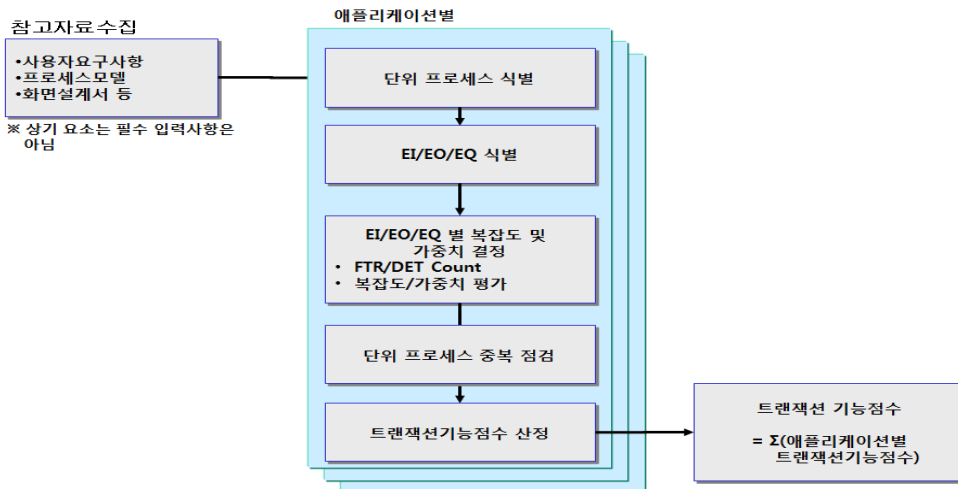 애플리케이션별
참고자료수집
•사용자요구사항
•프로세스모델
•화면설계서 등
※ 상기 요소는 필수 입력사항은
아님
단위 프로세스 식별
EI/EO/EQ 식별
EI/EO/EQ 별 복잡도 및
가중치 결정
• FTR/DET Count
• 복잡도/가중치 평가
단위 프로세스 중복 점검
트랜잭션기능점수 산정
트랜잭션 기능점수
= Σ(애플리케이션별
트랜잭션기능점수)